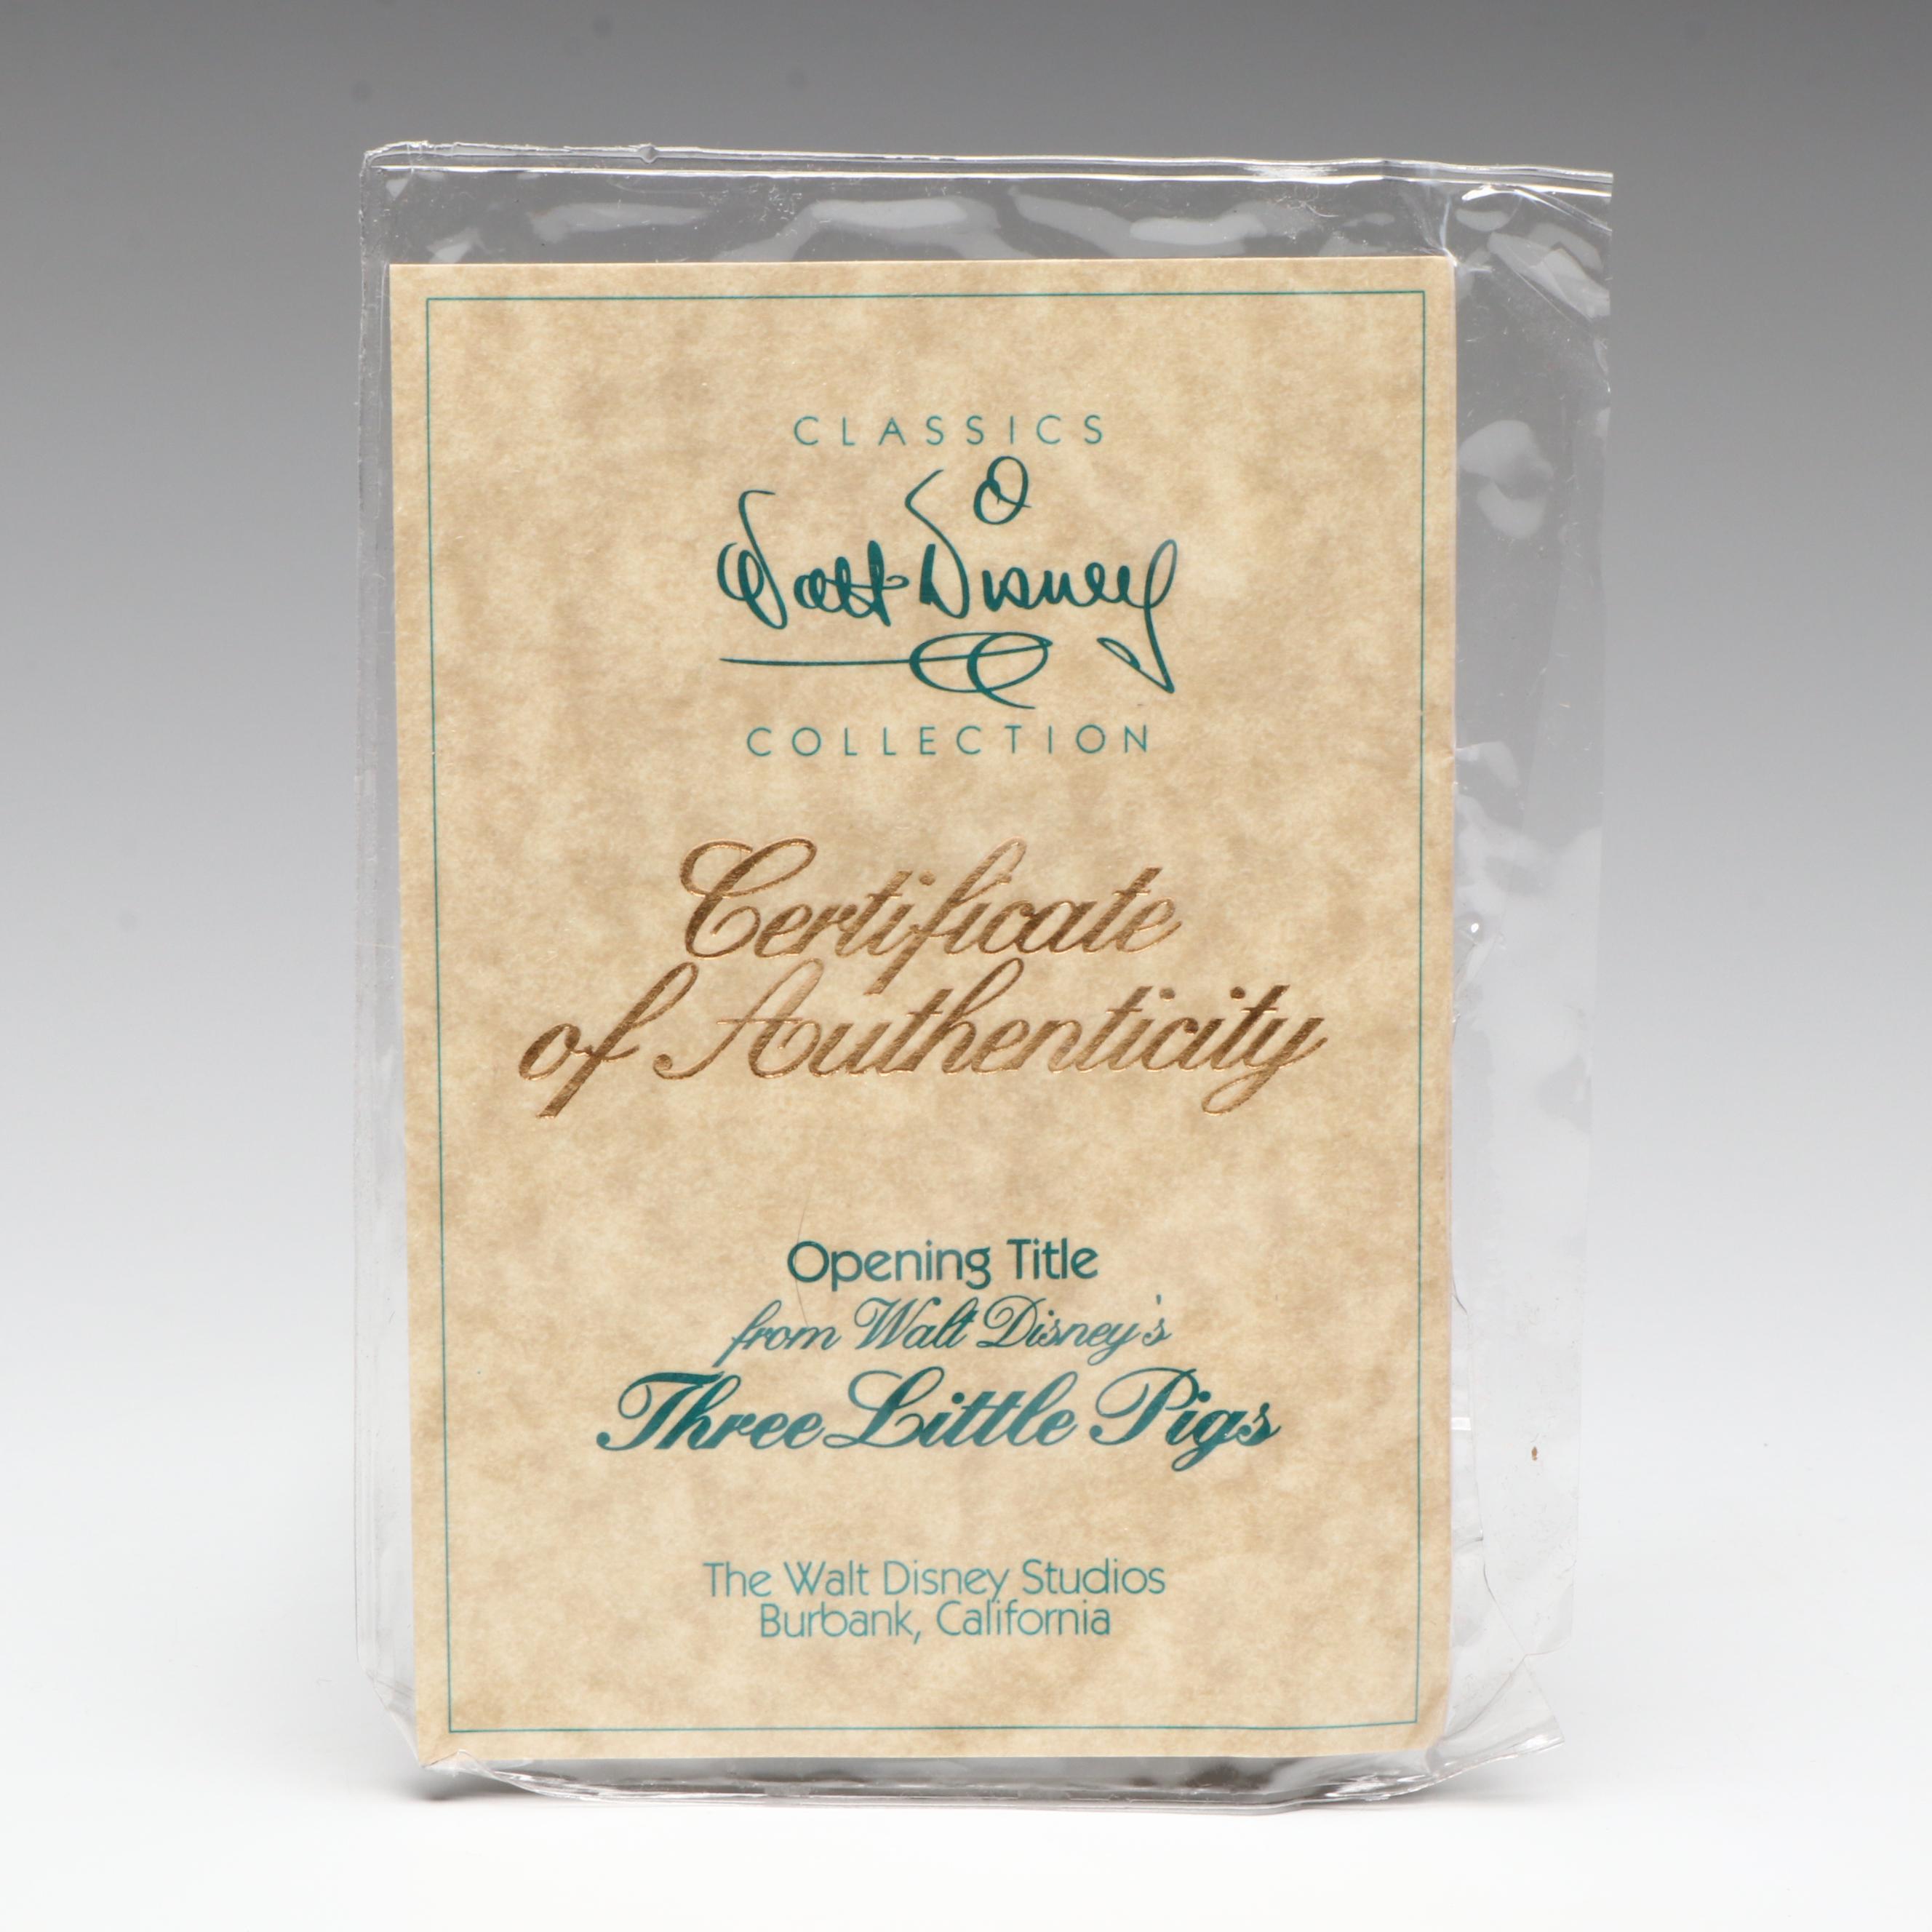 CLASSICS
Walt Disney
COLLECTION
Certificate
of Authenticity
Opening Title
from Walt Disney's
Three Little Pigs
The Walt Disney Studios
Burbank, California